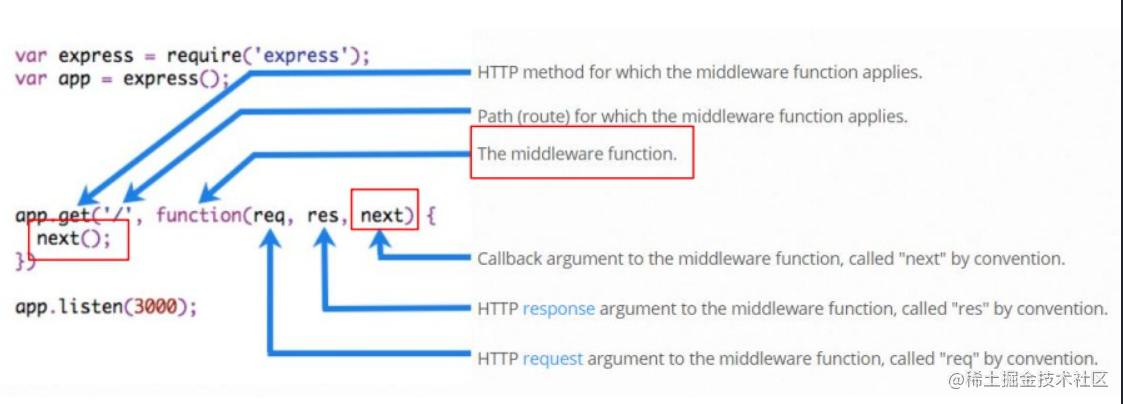 var express = require('express');
var app = express();
HTTP method for which the middleware function applies.
Path (route) for which the middleware function applies.
The middleware function.
app.get('/', function(req, res, next) {
next();
})
Callback argument to the middleware function, called "next" by convention.
app.listen(3000);
HTTP response argument to the middleware function, called "res" by convention.
HTTP request argument to the middleware function, called "req" by convention.
@稀土掘金技术社区